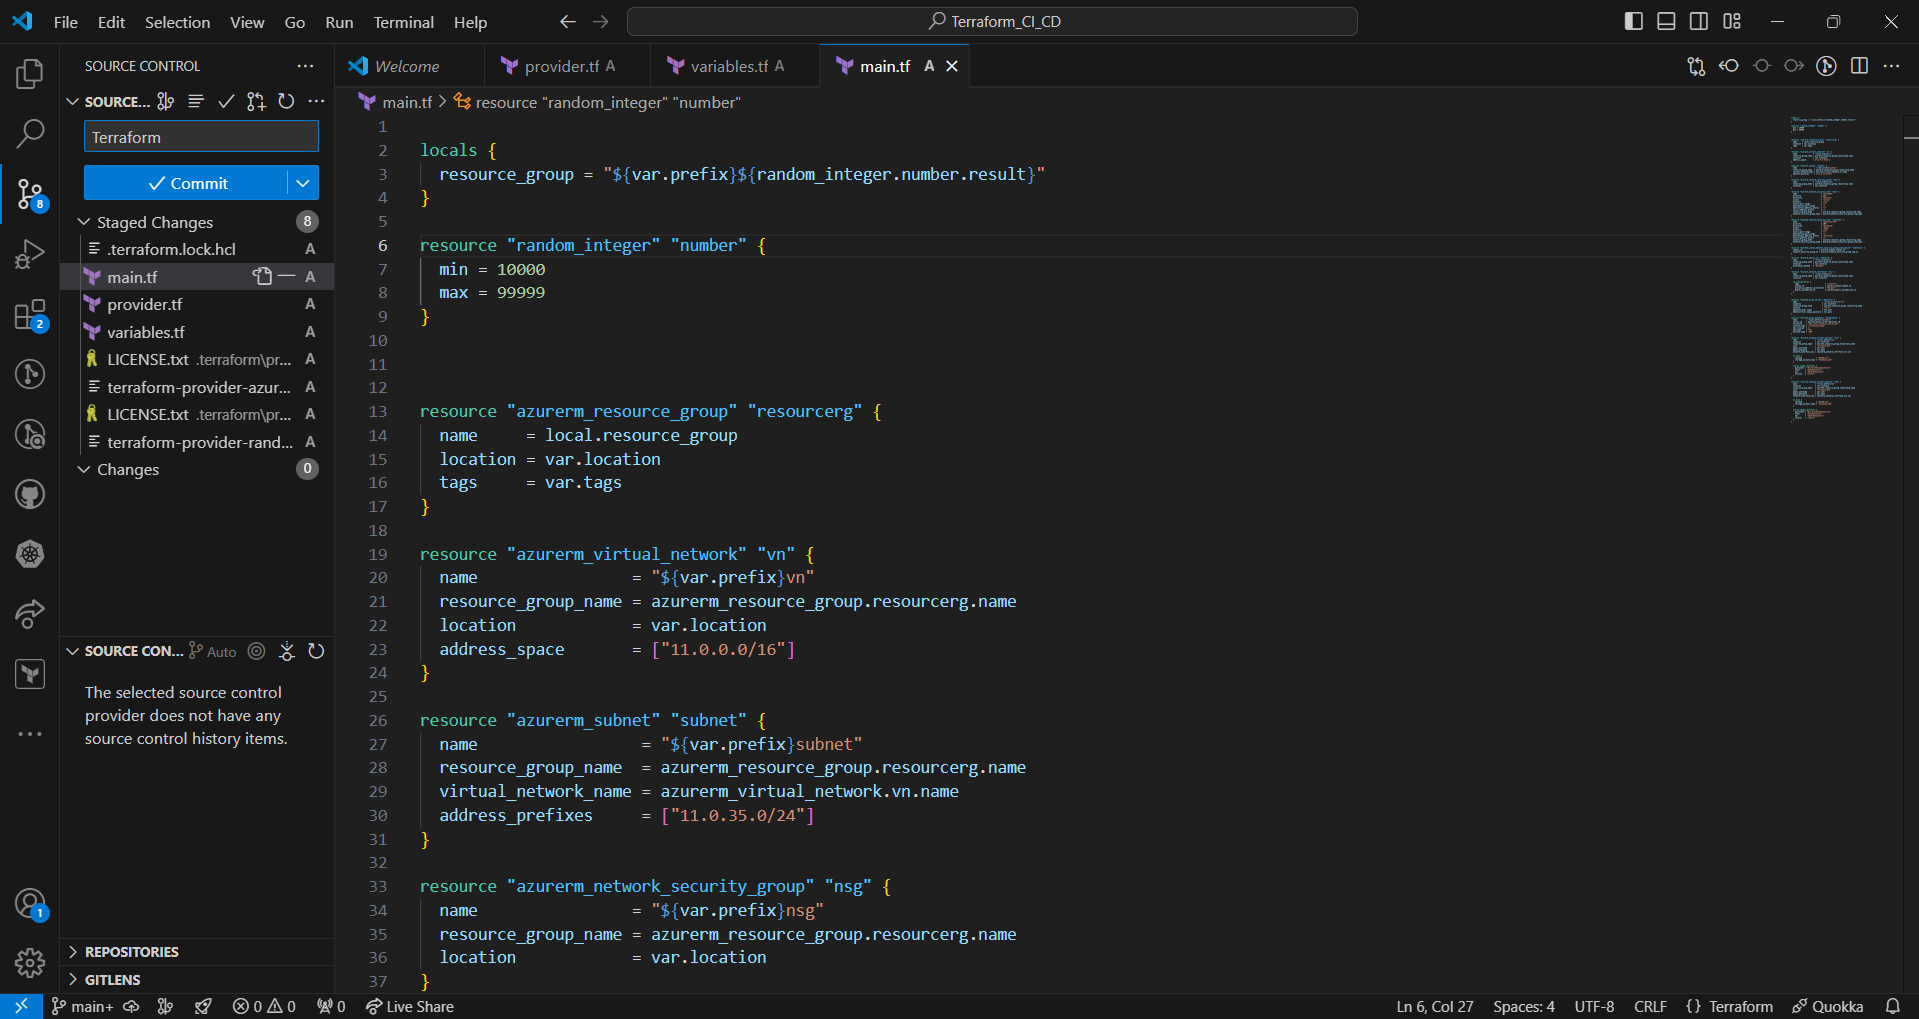 File Edit Selection View Go Run Terminal Help
Terraform_CI_CD
SOURCE CONTROL
Welcome
provider.tf A
variables.tf A
main.tf A
SOURCE...
main.tf > resource "random_integer" "number"
Terraform
Commit
Staged Changes 8
.terraform.lock.hcl A
main.tf A
provider.tf A
variables.tf A
LICENSE.txt .terraform\pr... A
terraform-provider-azur... A
LICENSE.txt .terraform\pr... A
terraform-provider-rand... A
Changes 0
8
2
SOURCE CON... Auto
The selected source control
provider does not have any
source control history items.
1
REPOSITORIES
GITLENS
1
2 locals {
3 resource_group = "${var.prefix}${random_integer.number.result}"
4 }
5
6 resource "random_integer" "number" {
7 min = 10000
8 max = 99999
9 }
10
11
12
13 resource "azurerm_resource_group" "resourcerg" {
14 name = local.resource_group
15 location = var.location
16 tags = var.tags
17 }
18
19 resource "azurerm_virtual_network" "vn" {
20 name = "${var.prefix}vn"
21 resource_group_name = azurerm_resource_group.resourcerg.name
22 location = var.location
23 address_space = ["11.0.0.0/16"]
24 }
25
26 resource "azurerm_subnet" "subnet" {
27 name = "${var.prefix}subnet"
28 resource_group_name = azurerm_resource_group.resourcerg.name
29 virtual_network_name = azurerm_virtual_network.vn.name
30 address_prefixes = ["11.0.35.0/24"]
31 }
32
33 resource "azurerm_network_security_group" "nsg" {
34 name = "${var.prefix}nsg"
35 resource_group_name = azurerm_resource_group.resourcerg.name
36 location = var.location
37 }
main+ 0 0 0 Live Share
Ln 6, Col 27 Spaces: 4 UTF-8 CRLF {} Terraform Quokka